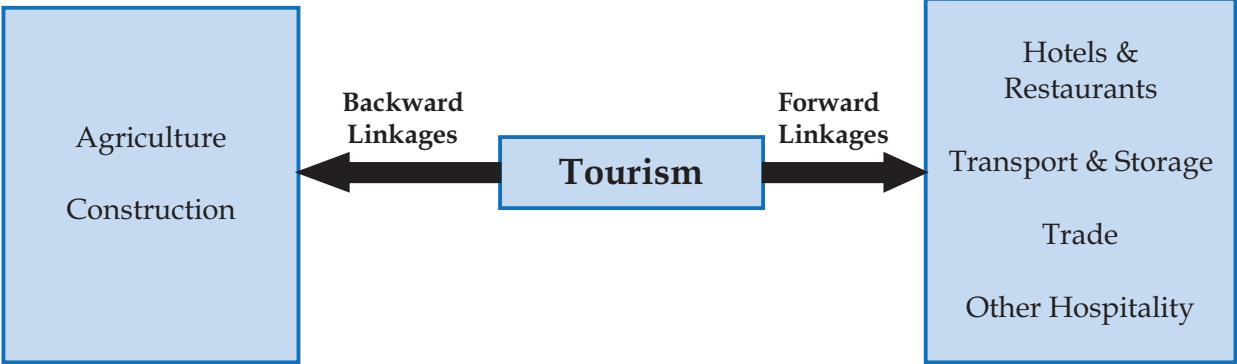 Agriculture
Construction
Backward
Linkages
Tourism
Forward
Linkages
Hotels &
Restaurants
Transport & Storage
Trade
Other Hospitality